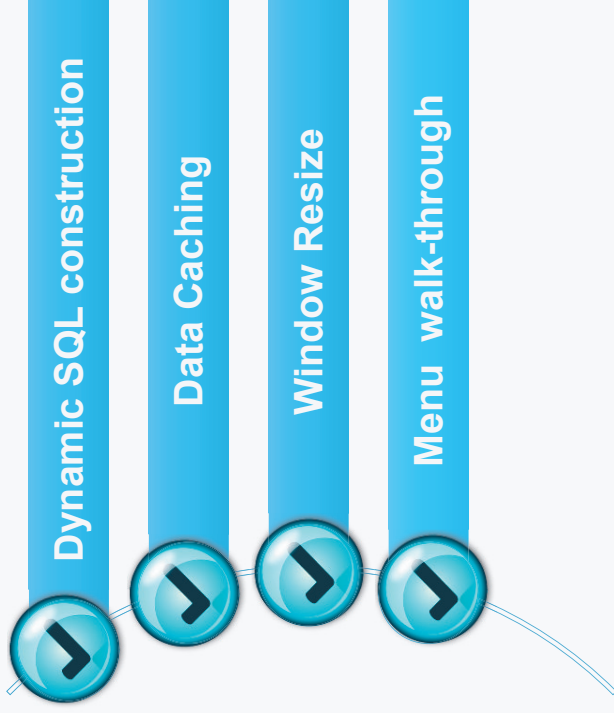 Dynamic SQL construction
Data Caching
Window Resize
Menu  walk-through